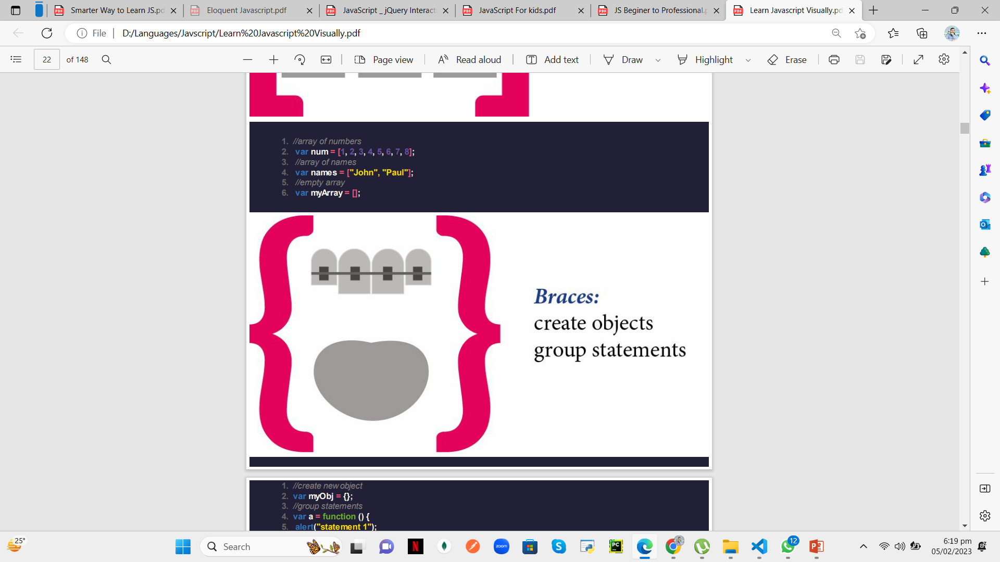 Smarter Way to Learn JS.pd
Eloquent Javascript.pdf
JavaScript _ jQuery Interact
JavaScript For kids.pdf
JS Beginer to Professional.p
Learn Javascript Visually.pd
File
D:/Languages/Javscript/Learn%20Javascript%20Visually.pdf
22 of 148
Page view
Read aloud
Add text
Draw
Highlight
Erase
1. //array of numbers
2. var num = [1, 2, 3, 4, 5, 6, 7, 8];
3. //array of names
4. var names = ["John", "Paul"];
5. //empty array
6. var myArray = [];
{ }
Braces:
create objects
group statements
1. //create new object
2. var myObj = {};
3. //group statements
4. var a = function () {
5. alert("statement 1");
25°
Search
N
zoom
S
PC
12
P
6:19 pm
05/02/2023